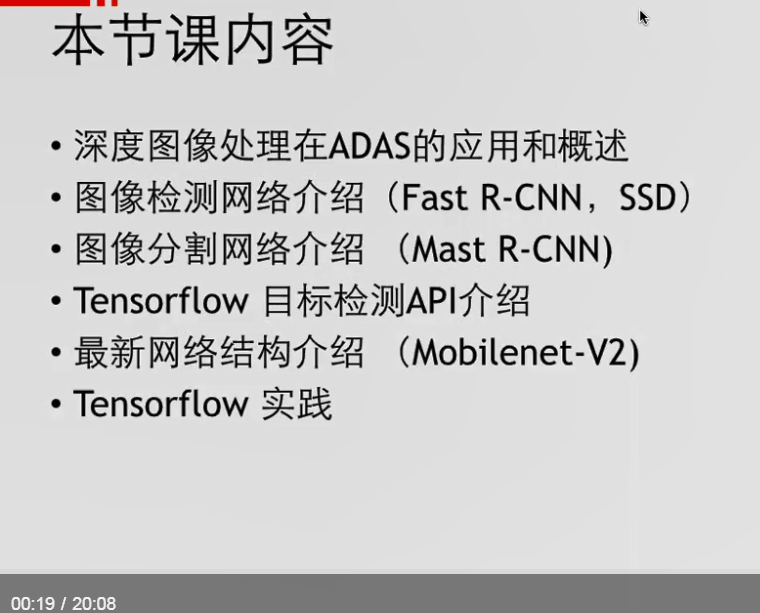 本节课内容
• 深度图像处理在ADAS的应用和概述
• 图像检测网络介绍（Fast R-CNN，SSD）
• 图像分割网络介绍 （Mast R-CNN)
• Tensorflow 目标检测API介绍
• 最新网络结构介绍 （Mobilenet-V2)
• Tensorflow 实践
00:19 / 20:08